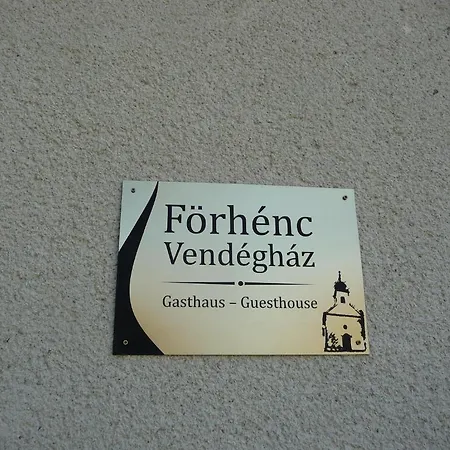 Förhénc
Vendégház
Gasthaus – Guesthouse